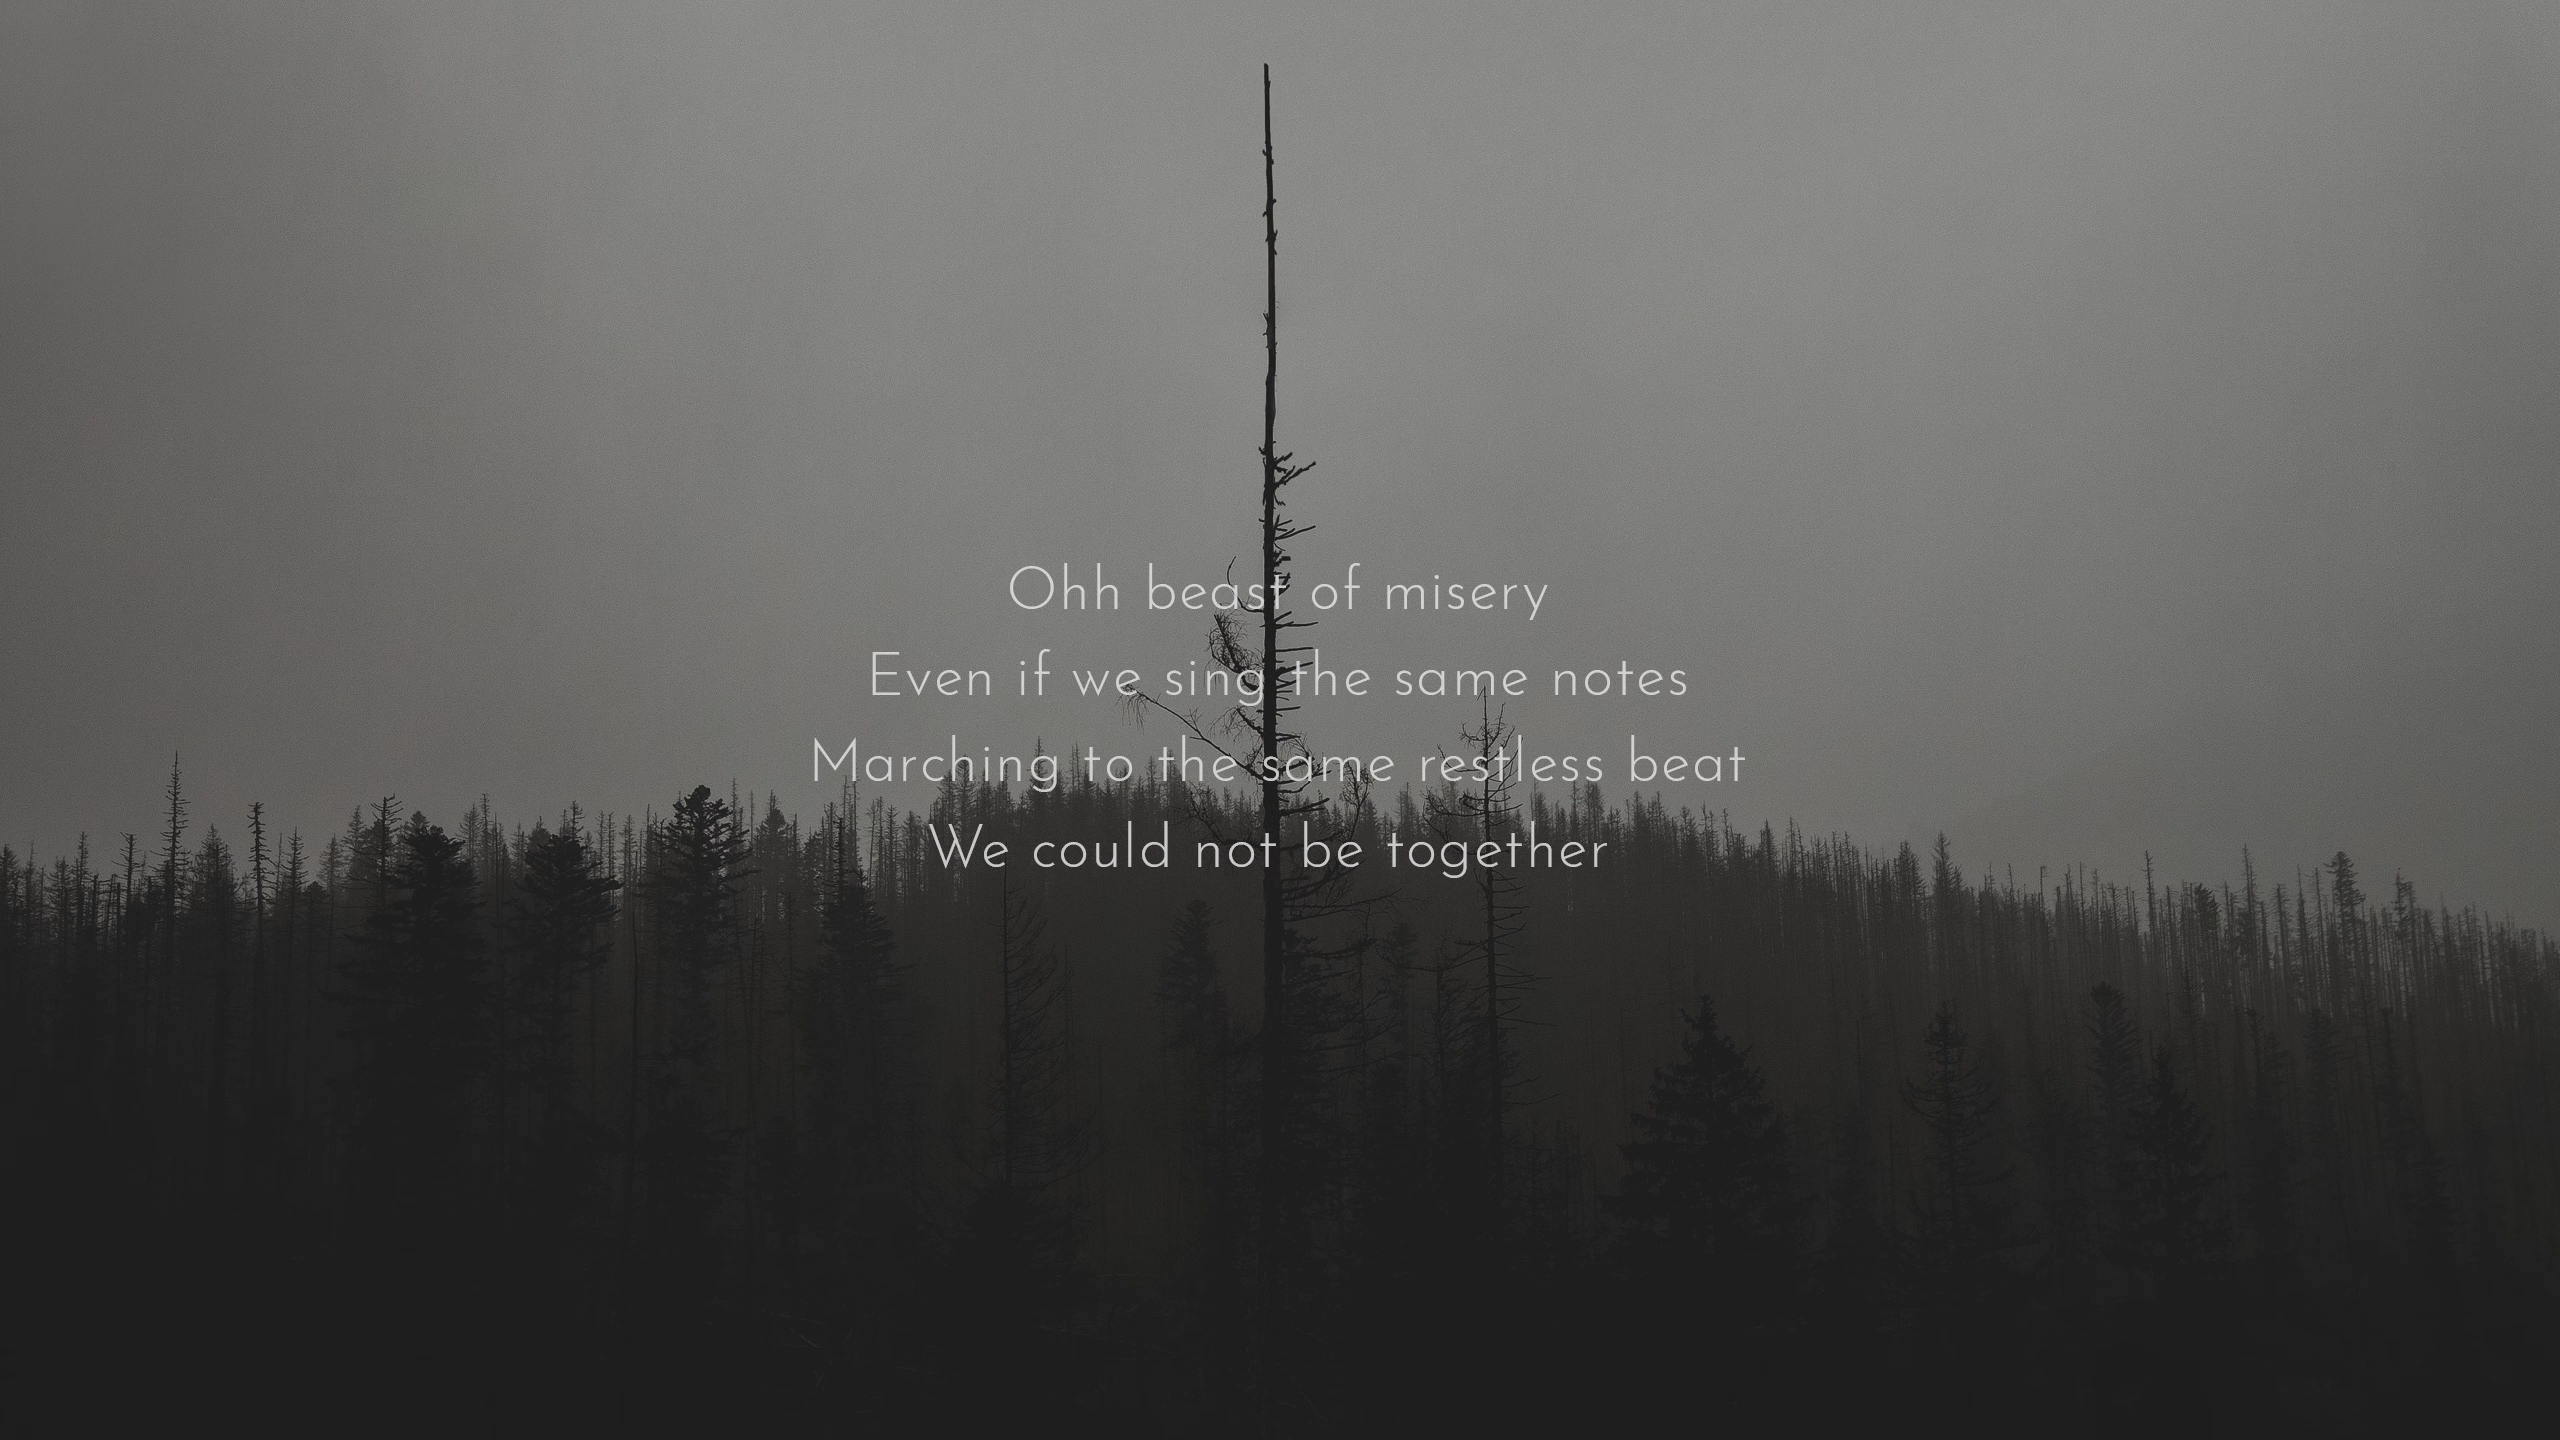 Ohh beast of misery
Even if we sing the same notes
Marching to the same restless beat
We could not be together